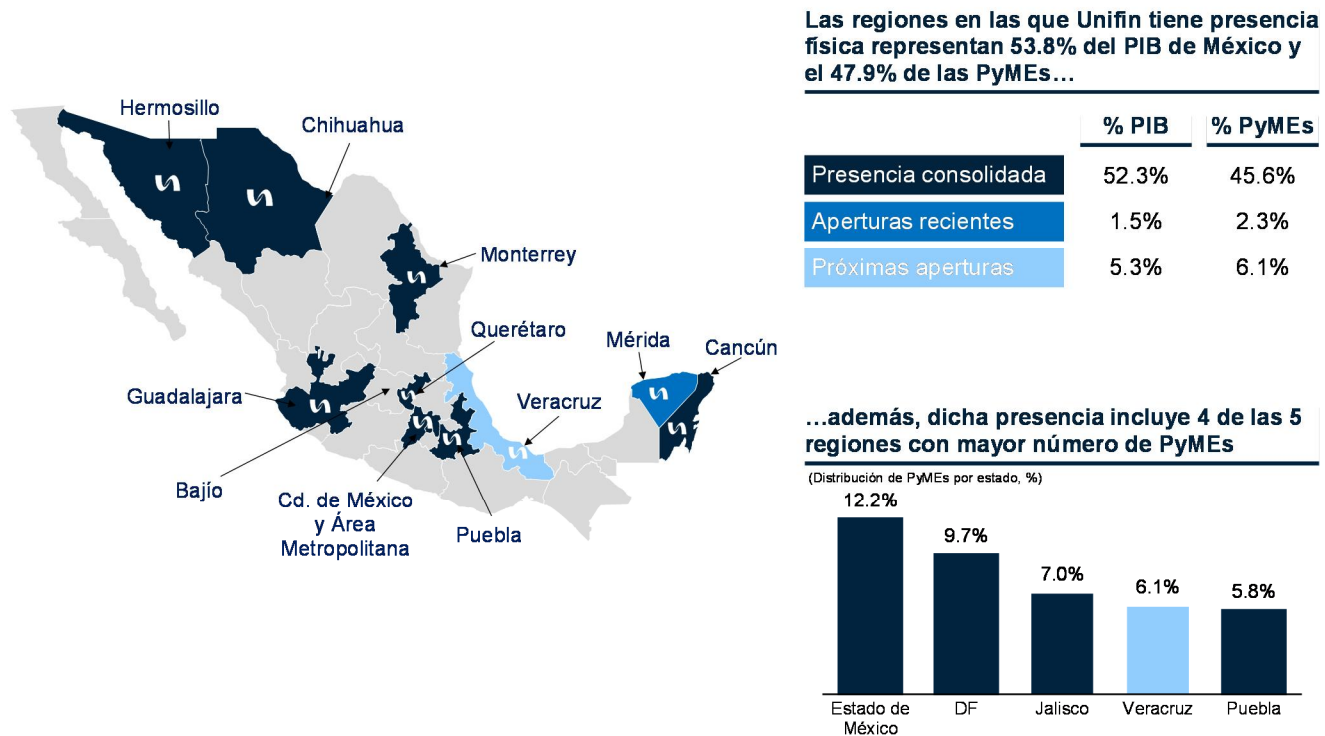 Hermosillo
Chihuahua
Monterrey
Querétaro
Mérida
Cancún
Guadalajara
Veracruz
Bajío
Cd. de México
y Área
Metropolitana
Puebla
Las regiones en las que Unifin tiene presencia
física representan 53.8% del PIB de México y
el 47.9% de las PyMEs…
% PIB % PyMEs
Presencia consolidada 52.3% 45.6%
Aperturas recientes 1.5% 2.3%
Próximas aperturas 5.3% 6.1%
…además, dicha presencia incluye 4 de las 5
regiones con mayor número de PyMEs
(Distribución de PyMEs por estado, %)
12.2%
9.7%
7.0%
6.1%
5.8%
Estado de
México
DF
Jalisco
Veracruz
Puebla